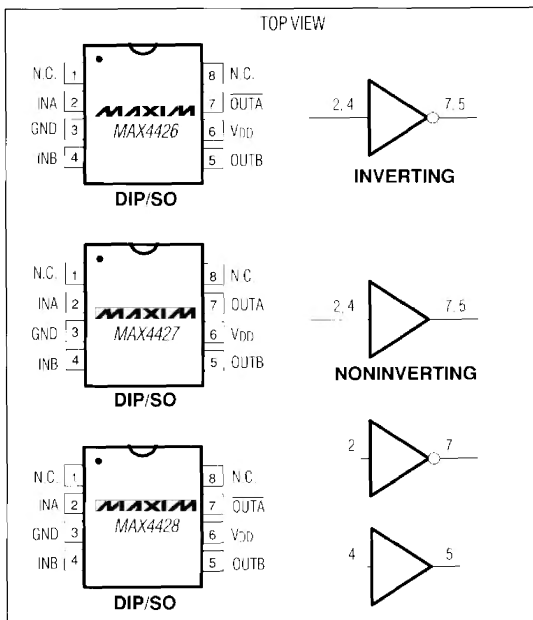 TOP VIEW
N.C. 1
8 N.C.
INA 2
MAXIM
7 OUTA
GND 3
MAX4426
6 VDD
INB 4
5 OUTB
DIP/SO
2, 4
7, 5
INVERTING
N.C. 1
8 N.C
INA 2
MAXIM
7 OUTA
GND 3
MAX4427
6 VDD
INB 4
5 OUTB
DIP/SO
2, 4
7, 5
NONINVERTING
N.C. 1
8 N.C.
INA 2
MAXIM
7 OUTA
GND 3
MAX4428
6 VDD
INB 4
5 OUTB
DIP/SO
2
7
4
5